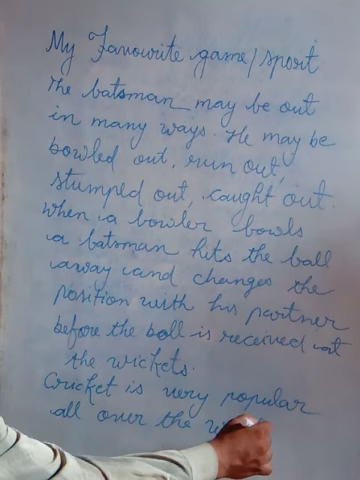 My Favourite game/sport
The batsman may be out
in many ways. He may be
bowled out, run out,
stumped out, caught out.
when a bowler bowls
a batsman hits the ball
away and changes the
position with his partner
before the ball is received at
the wickets.
Cricket is very popular
all over the